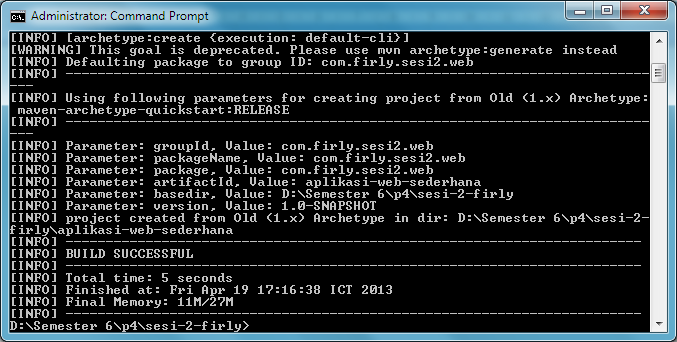 Administrator: Command Prompt
[INFO] [archetype:create {execution: default-cli}]
[WARNING] This goal is deprecated. Please use mvn archetype:generate instead
[INFO] Defaulting package to group ID: com.firly.sesi2.web
[INFO] ------------------------------------------------------------------------
---
[INFO] Using following parameters for creating project from Old (1.x) Archetype:
 maven-archetype-quickstart:RELEASE
[INFO] ------------------------------------------------------------------------
---
[INFO] Parameter: groupId, Value: com.firly.sesi2.web
[INFO] Parameter: packageName, Value: com.firly.sesi2.web
[INFO] Parameter: package, Value: com.firly.sesi2.web
[INFO] Parameter: artifactId, Value: aplikasi-web-sederhana
[INFO] Parameter: basedir, Value: D:\Semester 6\p4\sesi-2-firly
[INFO] Parameter: version, Value: 1.0-SNAPSHOT
[INFO] project created from Old (1.x) Archetype in dir: D:\Semester 6\p4\sesi-2-
firly\aplikasi-web-sederhana
[INFO] ------------------------------------------------------------------------
[INFO] BUILD SUCCESSFUL
[INFO] ------------------------------------------------------------------------
[INFO] Total time: 5 seconds
[INFO] Finished at: Fri Apr 19 17:16:38 ICT 2013
[INFO] Final Memory: 11M/27M
[INFO] ------------------------------------------------------------------------
D:\Semester 6\p4\sesi-2-firly>